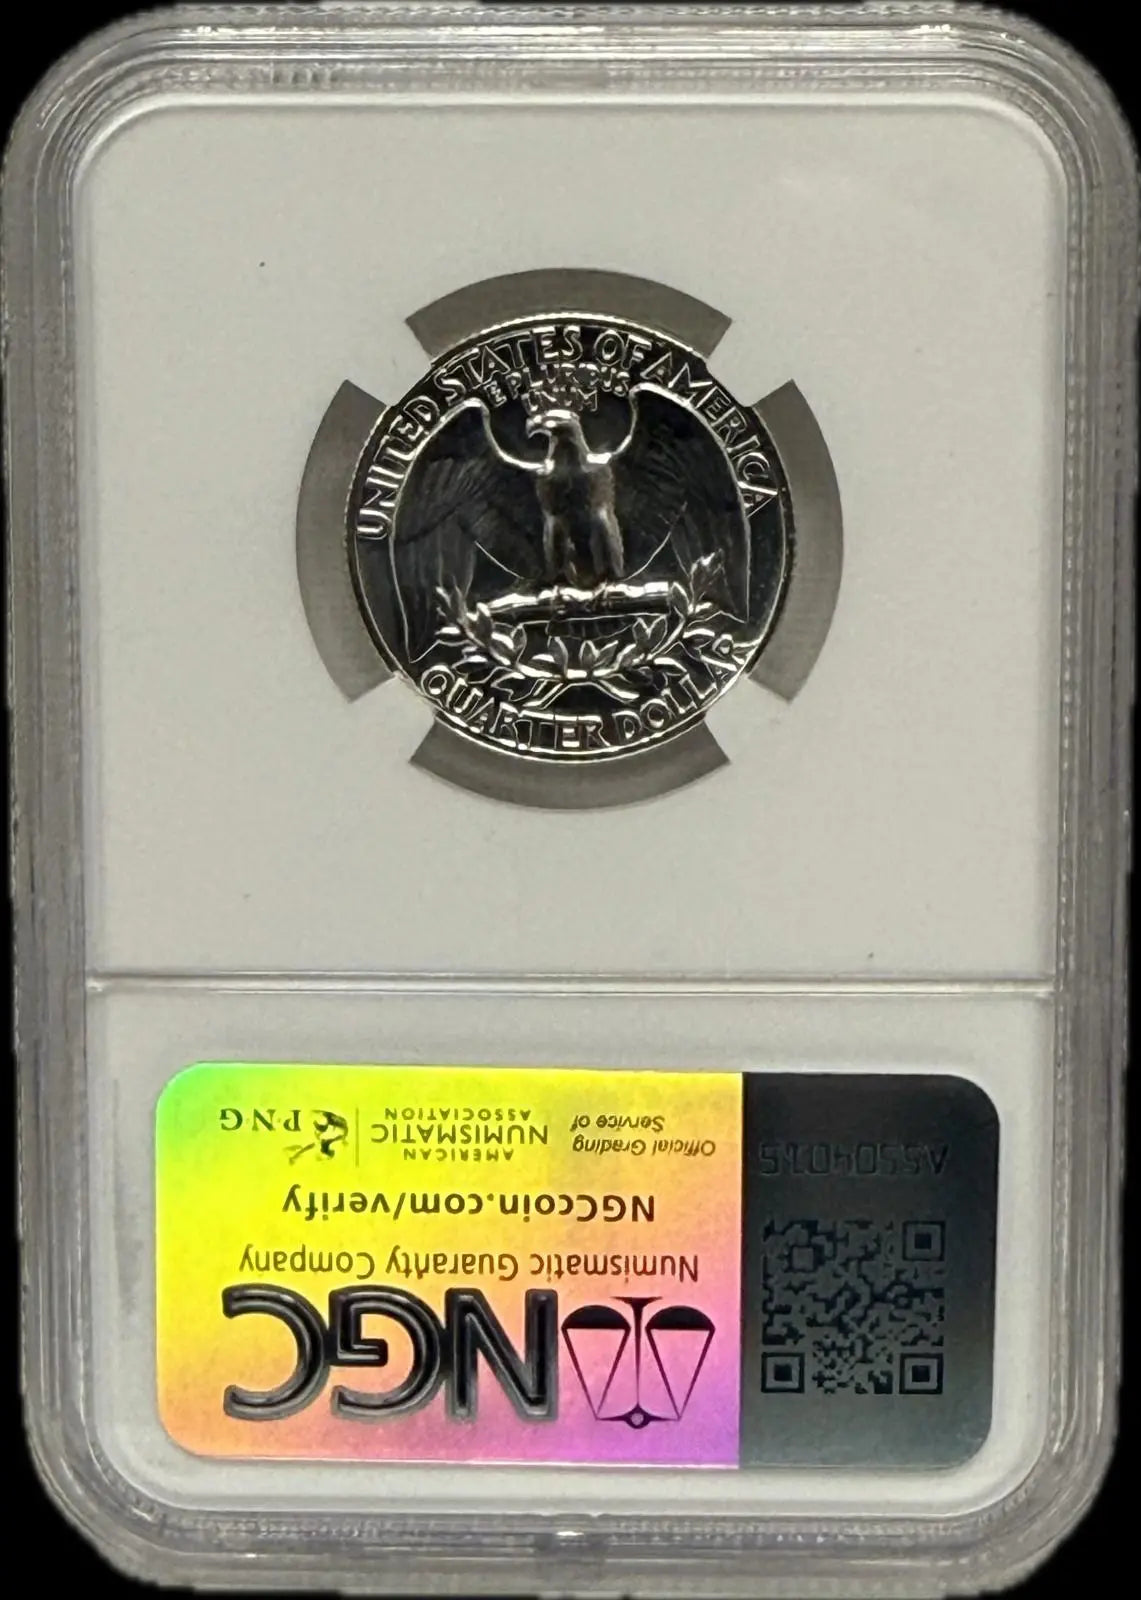 UNITED STATES OF AMERICA
E PLURIBUS
UNUM
QUARTER DOLLAR
NGC
Numismatic Guaranty Company
NGCcoin.com/verify
Official Grading
Service of
AMERICAN
NUMISMATIC
ASSOCIATION
P·N·G